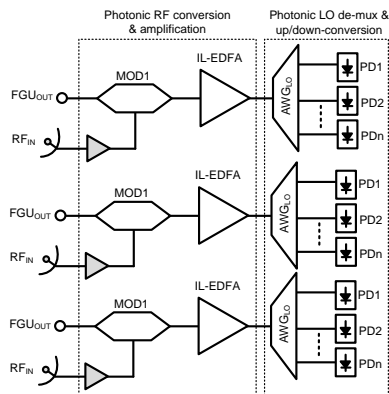 Photonic RF conversion
& amplification
Photonic LO de-mux &
up/down-conversion
IL-EDFA
MOD1
FGUOUT
RFIN
AWGLO
PD1
PD2
PDn
IL-EDFA
MOD1
FGUOUT
RFIN
AWGLO
PD1
PD2
PDn
IL-EDFA
MOD1
FGUOUT
RFIN
AWGLO
PD1
PD2
PDn